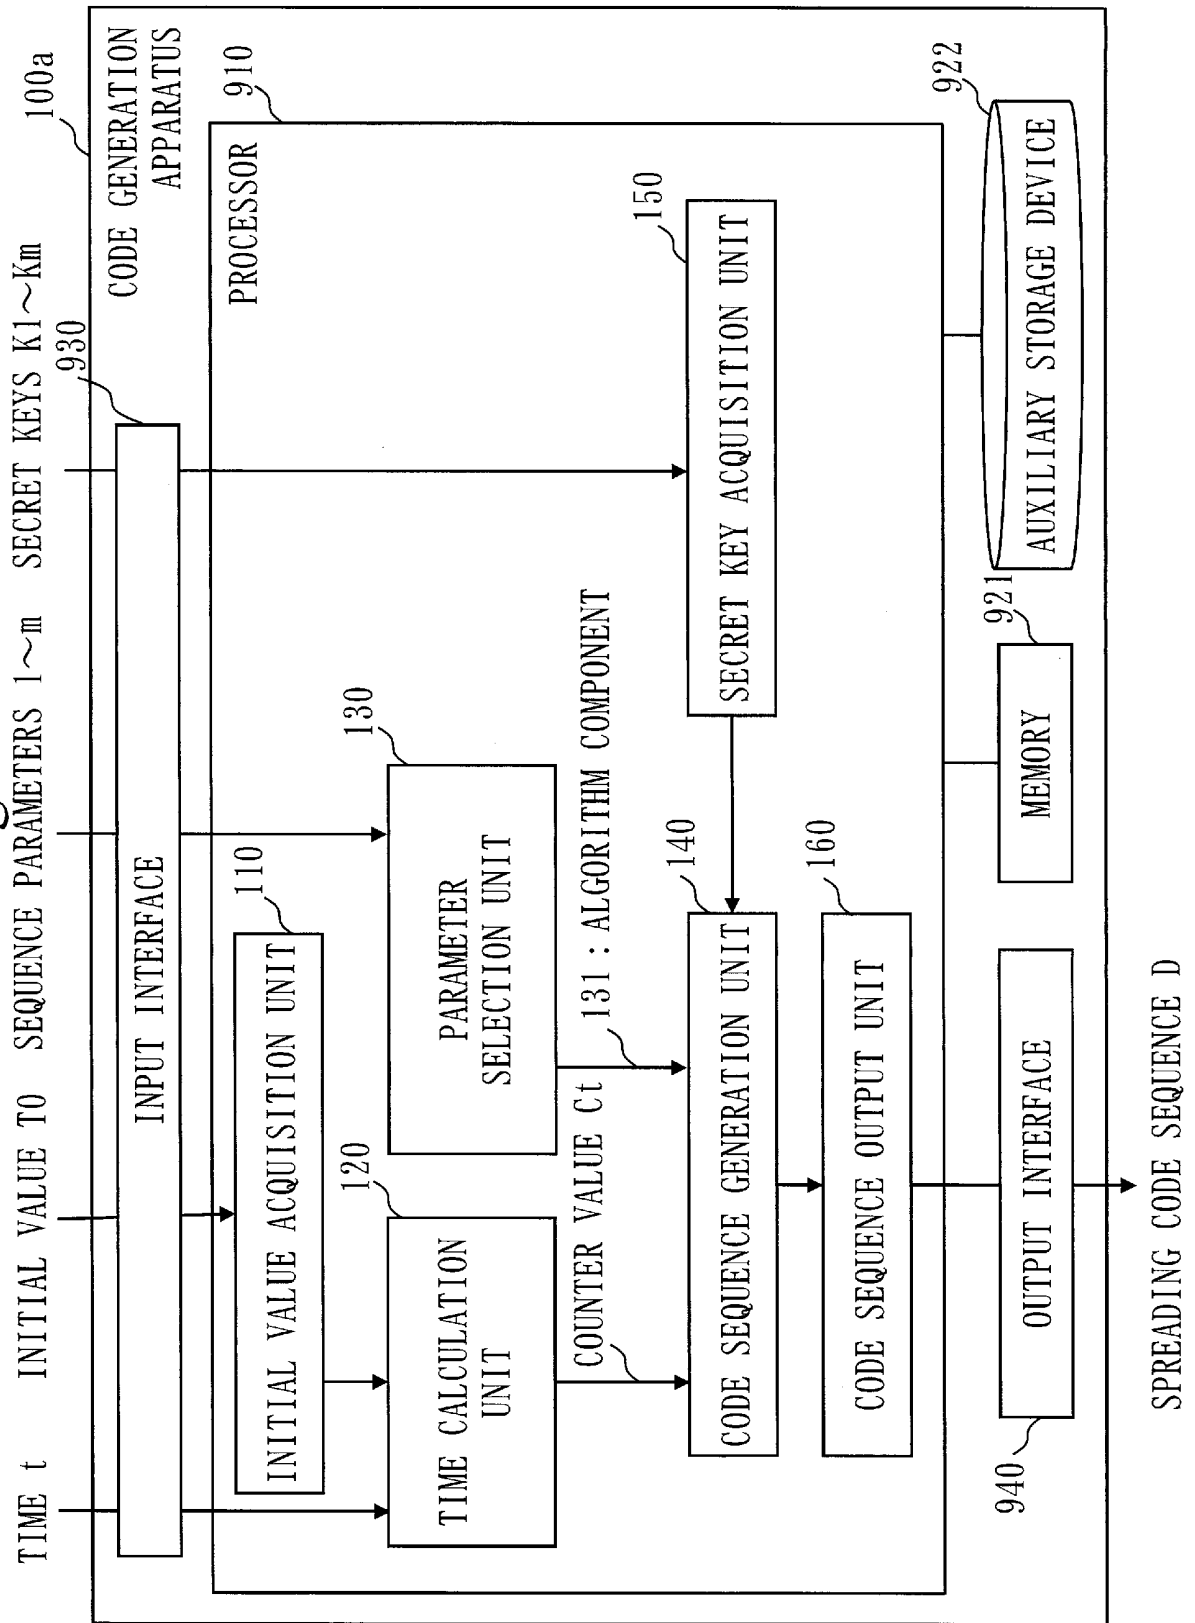 TIME t
INITIAL VALUE T0
SEQUENCE PARAMETERS 1~m
SECRET KEYS K1~Km
100a
930
INPUT INTERFACE
CODE GENERATION
APPARATUS
910
PROCESSOR
110
INITIAL VALUE ACQUISITION UNIT
120
TIME CALCULATION
UNIT
130
PARAMETER
SELECTION UNIT
COUNTER VALUE Ct
131 : ALGORITHM COMPONENT
150
SECRET KEY ACQUISITION UNIT
140
CODE SEQUENCE GENERATION UNIT
160
CODE SEQUENCE OUTPUT UNIT
940
OUTPUT INTERFACE
921
MEMORY
922
AUXILIARY STORAGE DEVICE
SPREADING CODE SEQUENCE D